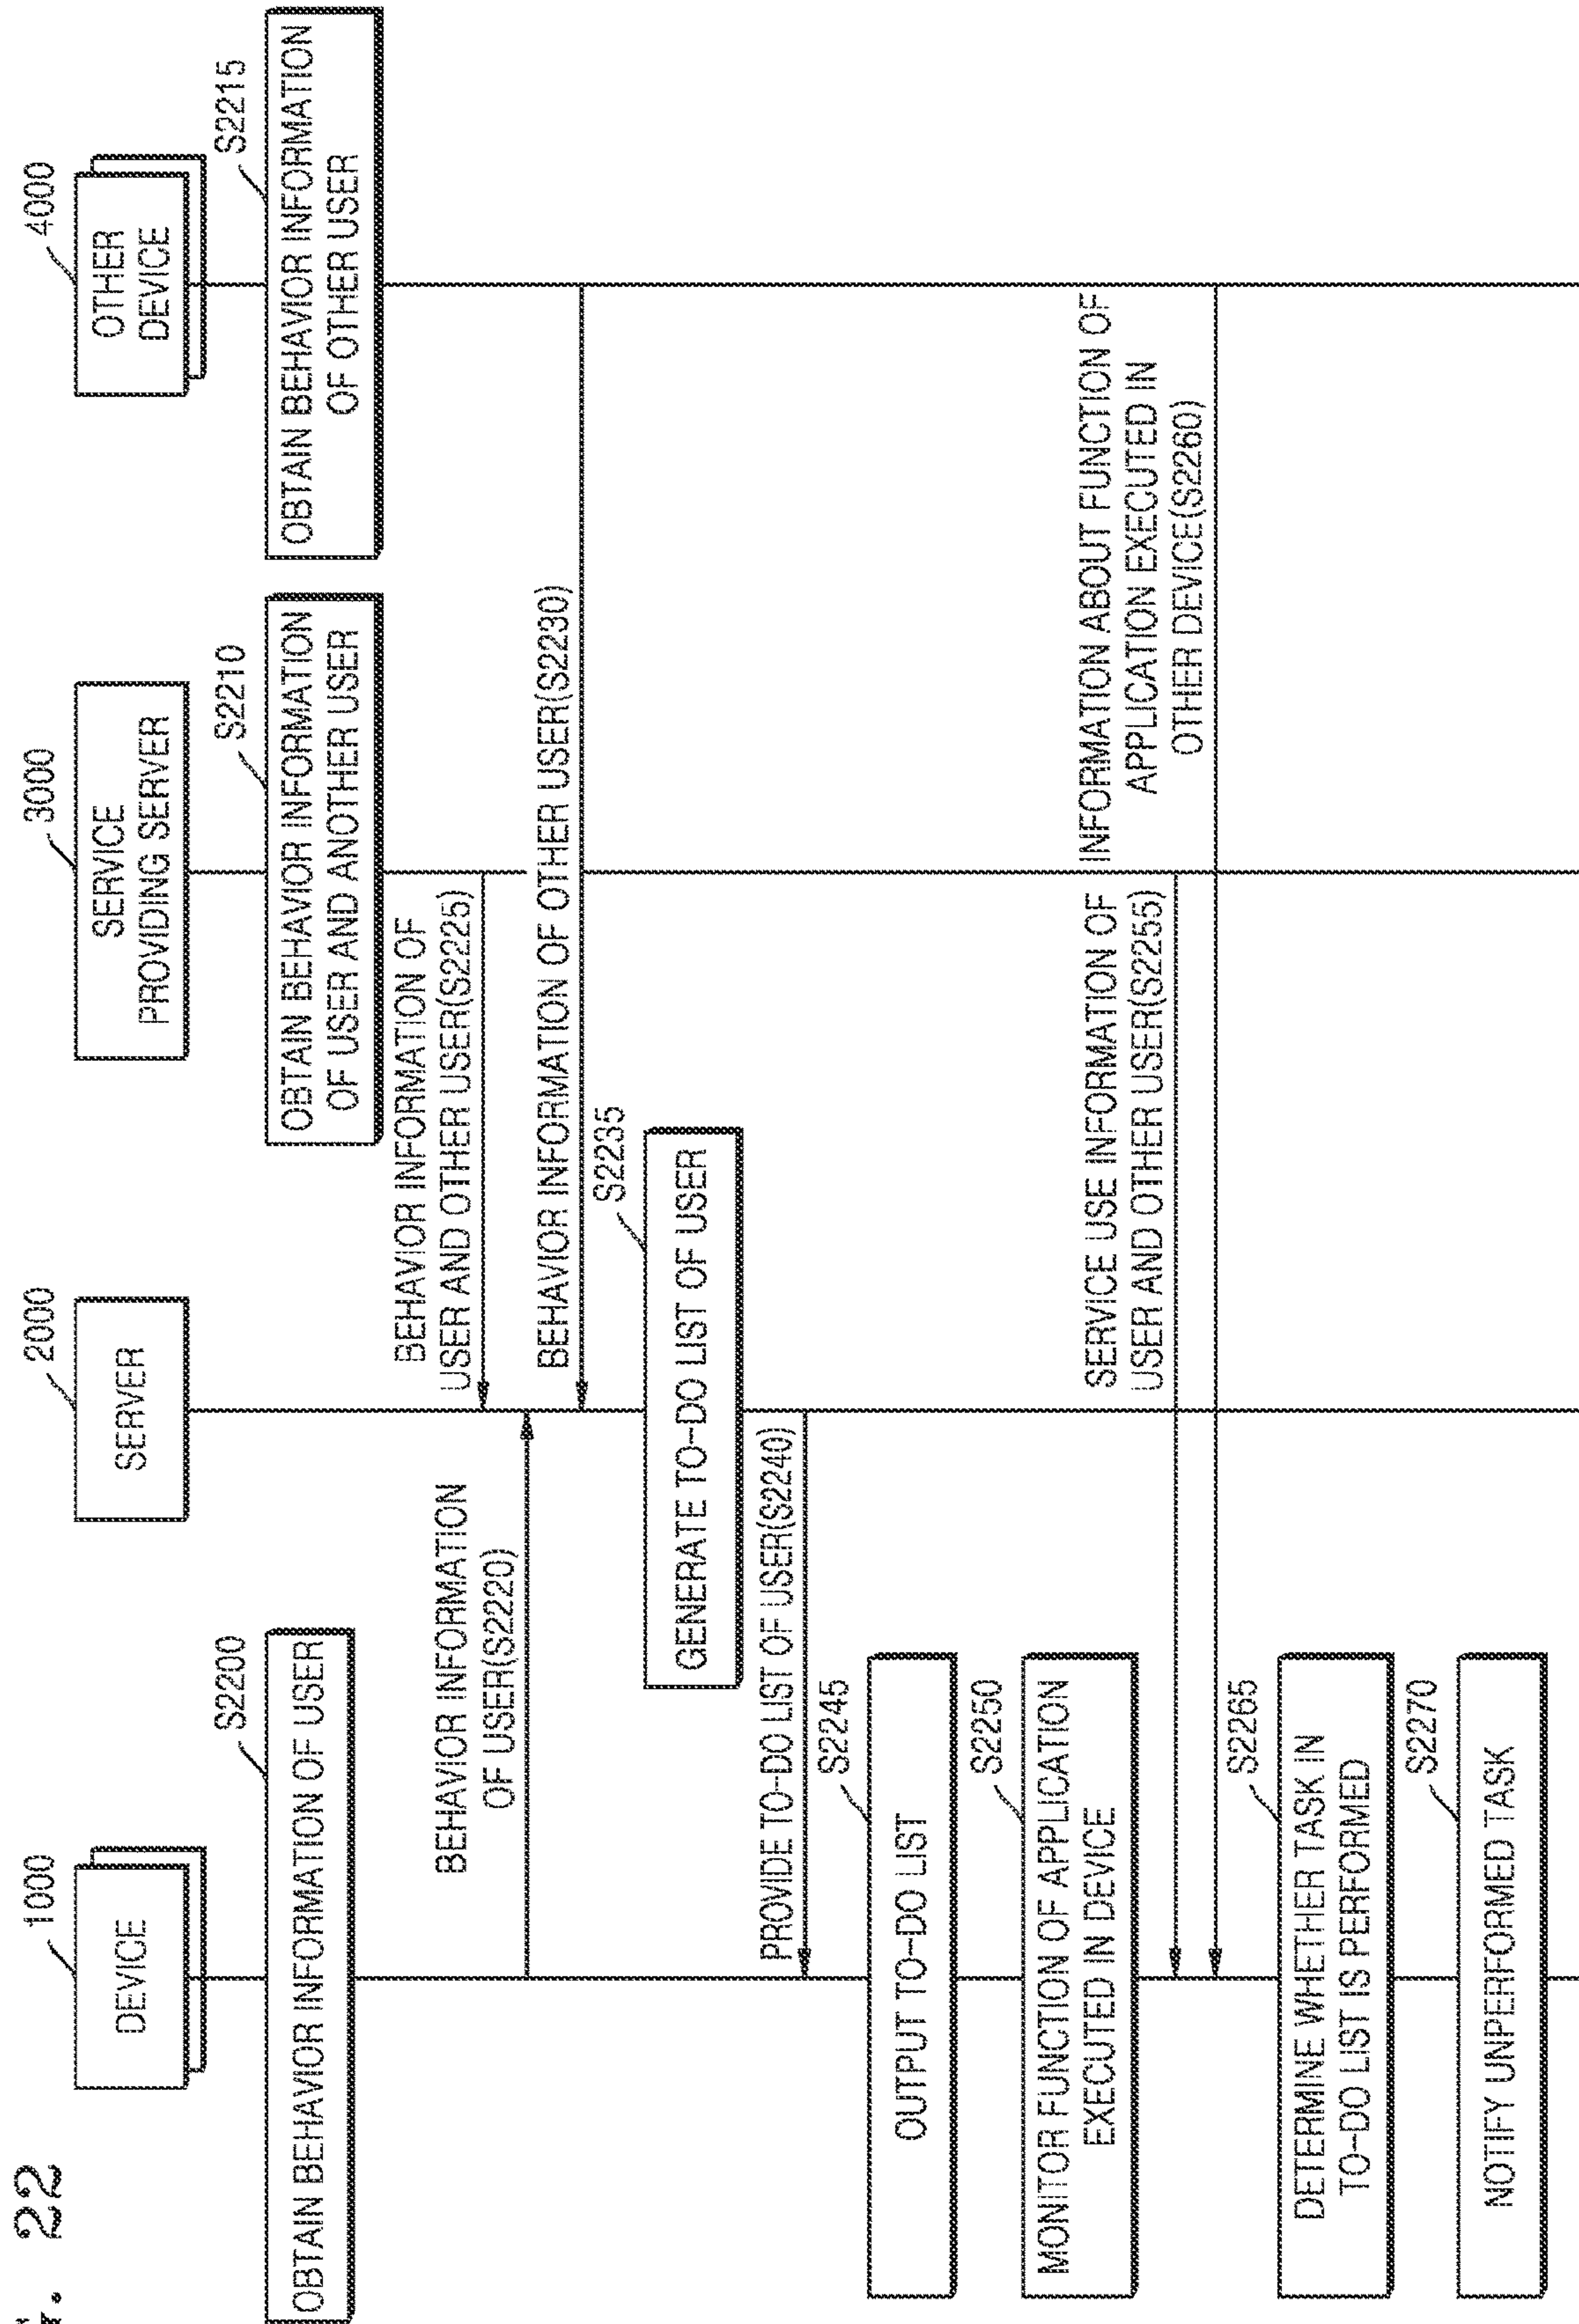 G. 22
1000
DEVICE
2000
SERVER
3000
SERVICE
PROVIDING SERVER
4000
OTHER
DEVICE
S2200
OBTAIN BEHAVIOR INFORMATION OF USER
S2210
OBTAIN BEHAVIOR INFORMATION
OF USER AND ANOTHER USER
S2215
OBTAIN BEHAVIOR INFORMATION
OF OTHER USER
BEHAVIOR INFORMATION OF
USER AND OTHER USER(S2225)
BEHAVIOR INFORMATION
OF USER(S2220)
BEHAVIOR INFORMATION OF OTHER USER(S2230)
S2235
GENERATE TO-DO LIST OF USER
PROVIDE TO-DO LIST OF USER(S2240)
S2245
OUTPUT TO-DO LIST
S2250
MONITOR FUNCTION OF APPLICATION
EXECUTED IN DEVICE
SERVICE USE INFORMATION OF
USER AND OTHER USER(S2255)
INFORMATION ABOUT FUNCTION OF
APPLICATION EXECUTED IN
OTHER DEVICE(S2260)
S2265
DETERMINE WHETHER TASK IN
TO-DO LIST IS PERFORMED
S2270
NOTIFY UNPERFORMED TASK